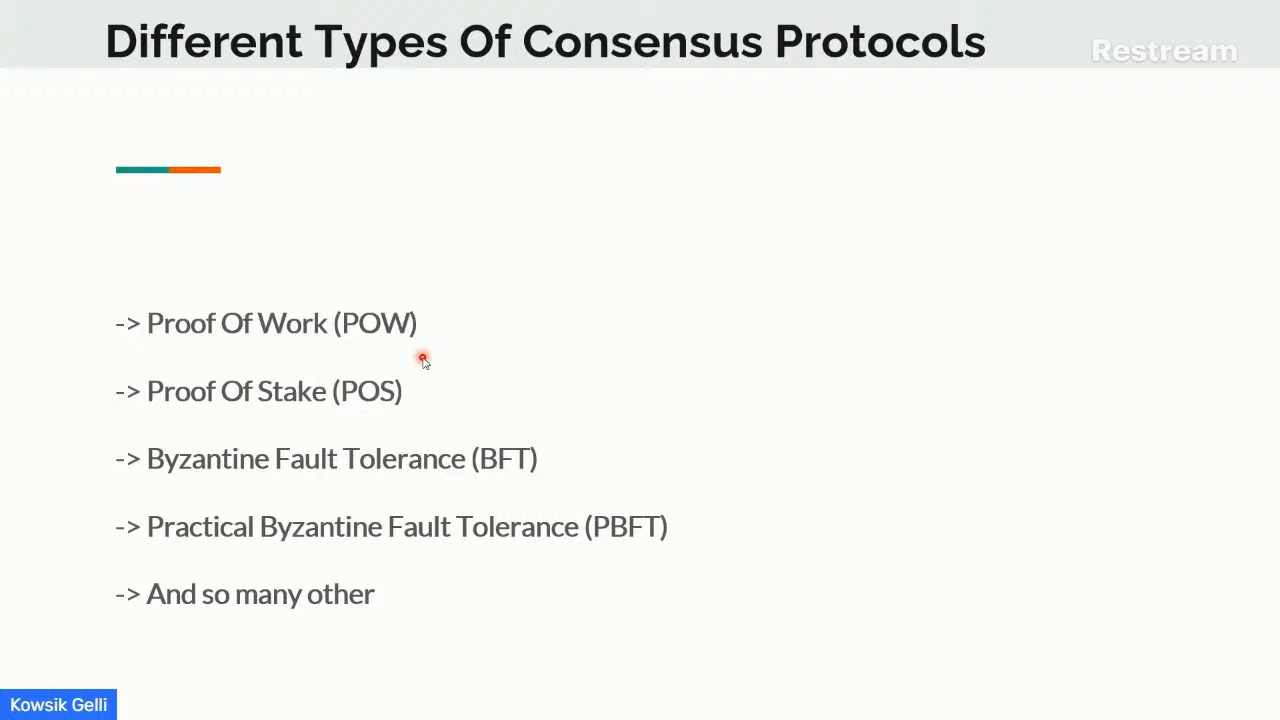 Different Types Of Consensus Protocols
Restream
-> Proof Of Work (POW)
-> Proof Of Stake (POS)
-> Byzantine Fault Tolerance (BFT)
-> Practical Byzantine Fault Tolerance (PBFT)
-> And so many other
Kowsik Gelli